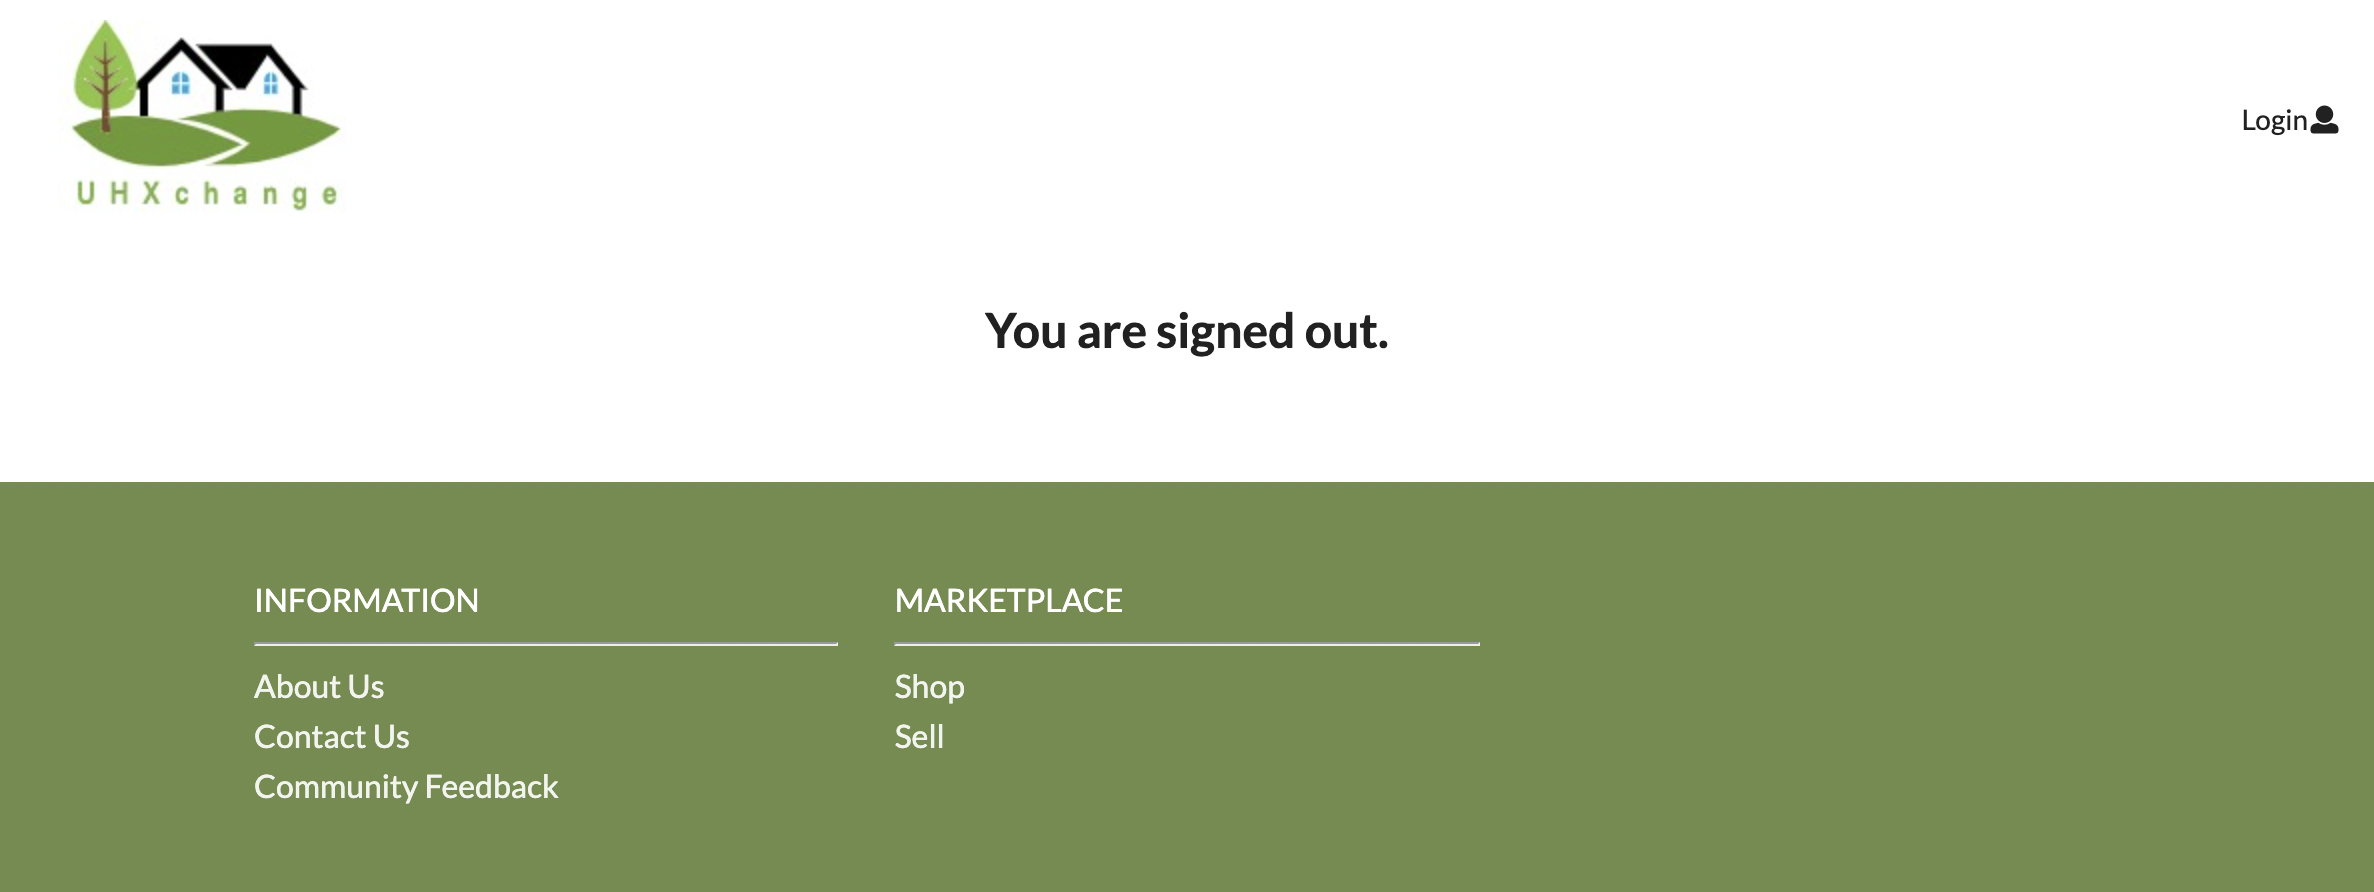 UHXchange
Login
You are signed out.
INFORMATION
About Us
Contact Us
Community Feedback
MARKETPLACE
Shop
Sell